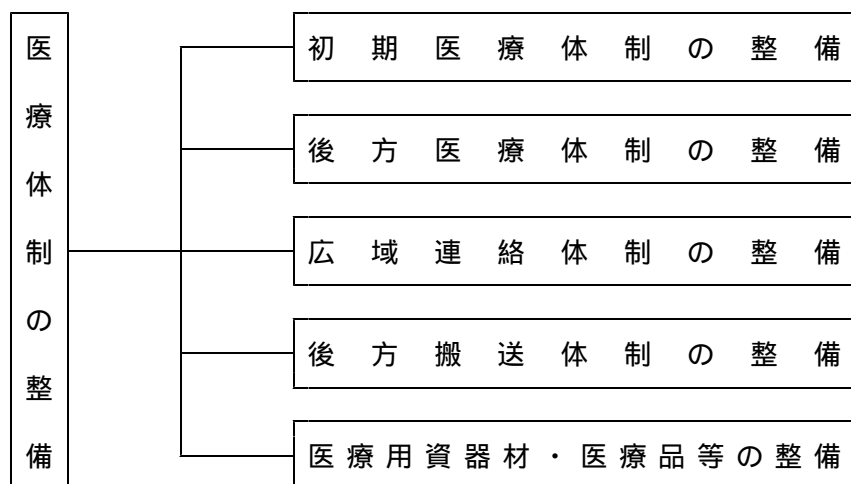 医療体制の整備
初期医療体制の整備
後方医療体制の整備
広域連絡体制の整備
後方搬送体制の整備
医療用資器材・医療品等の整備